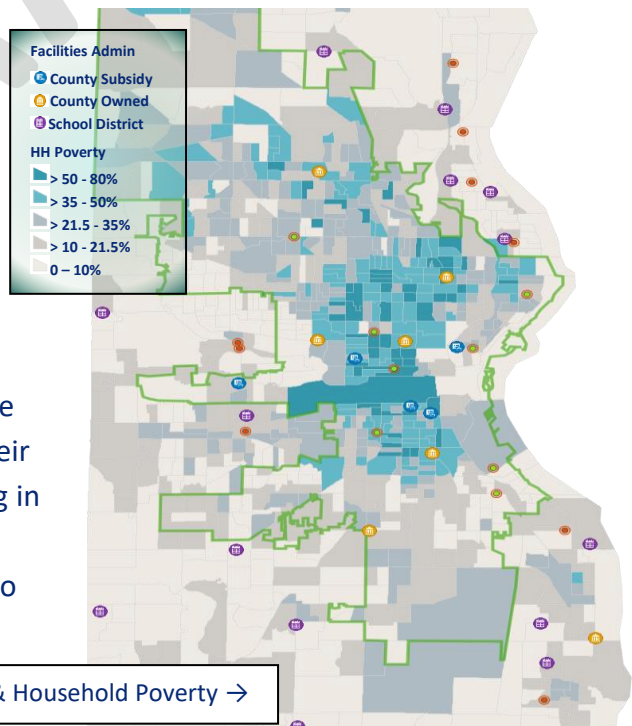 Facilities Admin
County Subsidy
County Owned
School District
HH Poverty
> 50 - 80%
> 35 - 50%
> 21.5 - 35%
> 10 - 21.5%
0 – 10%
e
eir
g in
o
& Household Poverty →